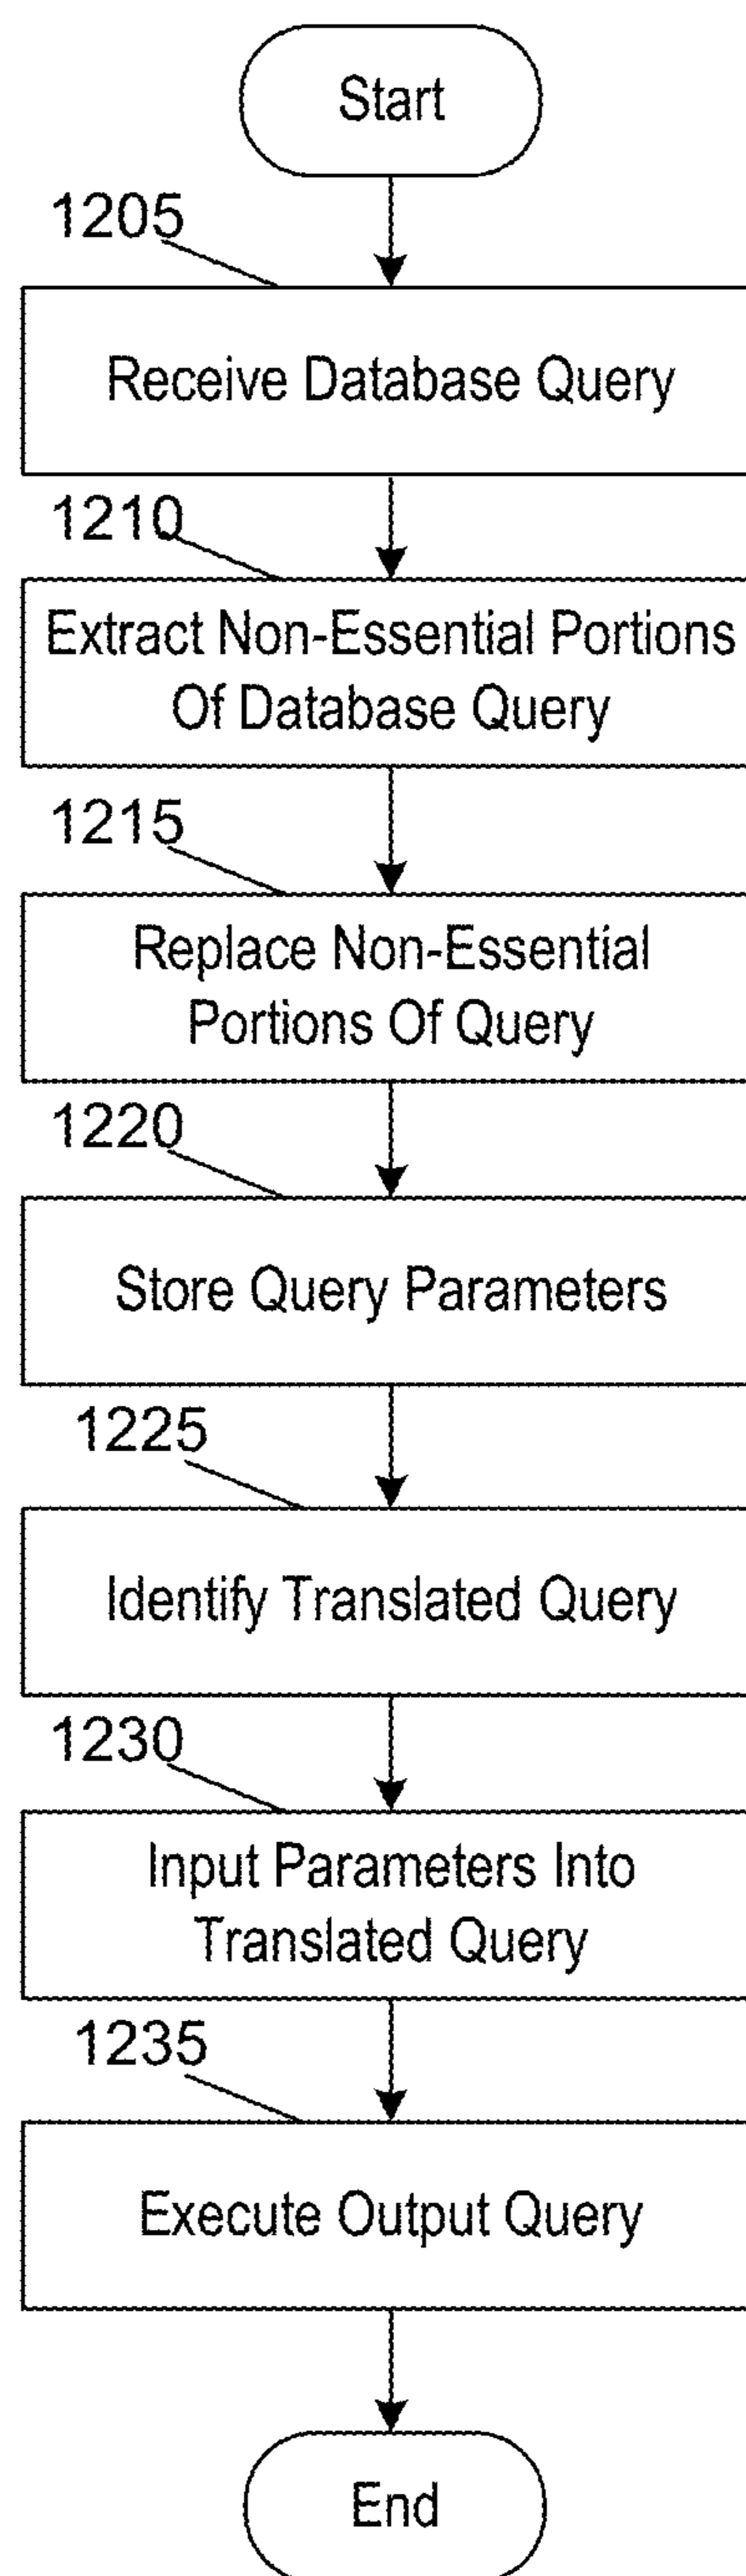 Start
1205
Receive Database Query
1210
Extract Non-Essential Portions
Of Database Query
1215
Replace Non-Essential
Portions Of Query
1220
Store Query Parameters
1225
Identify Translated Query
1230
Input Parameters Into
Translated Query
1235
Execute Output Query
End